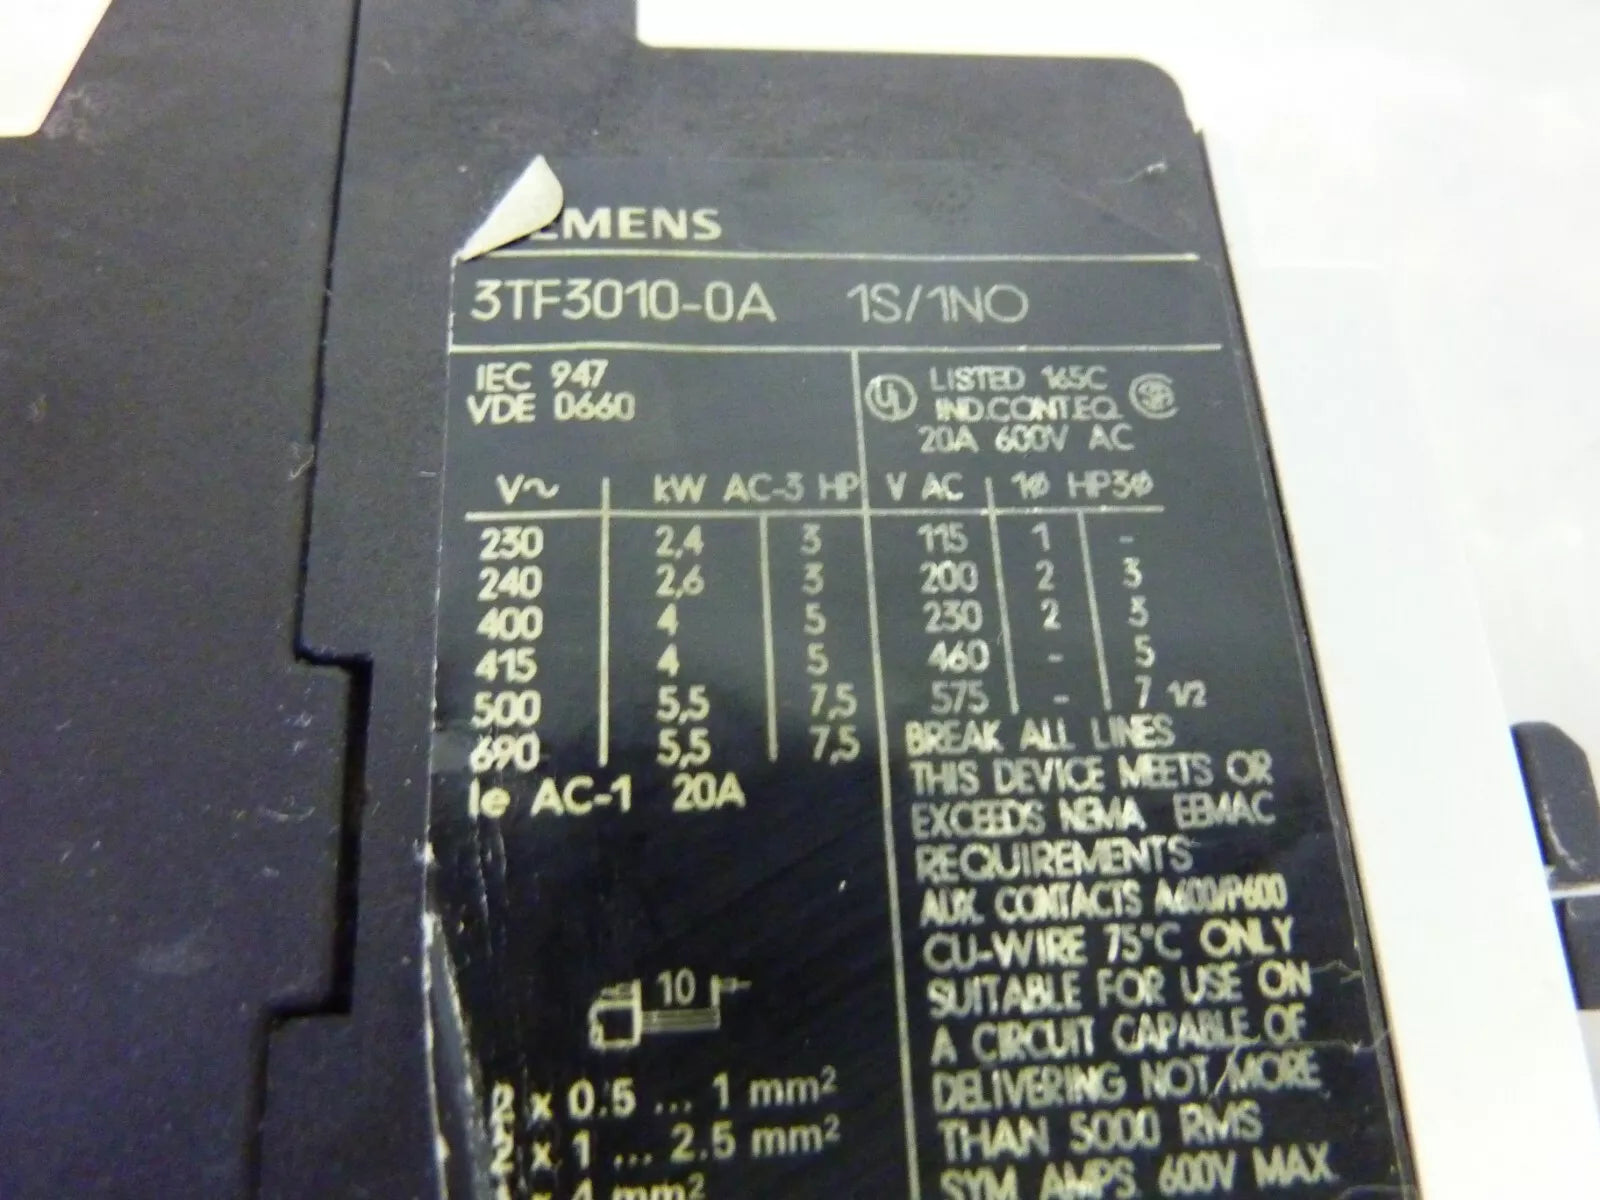 EMENS
3TF3010-0A 1S/1NO
IEC 947
VDE 0660
UL LISTED 165C
IND.CONT.EQ.
20A 600V AC
V~ kW AC-3 HP
230 2,4 3
240 2,6 3
400 4 5
415 4 5
500 5,5 7,5
690 5,5 7,5
Ie AC-1 20A
V AC 1ϕ HP3ϕ
115 1 -
200 2 3
230 2 3
460 - 5
575 - 7 1/2
BREAK ALL LINES
THIS DEVICE MEETS OR
EXCEEDS NEMA EEMAC
REQUIREMENTS
AUX. CONTACTS A600/P600
CU-WIRE 75°C ONLY
SUITABLE FOR USE ON
A CIRCUIT CAPABLE OF
DELIVERING NOT MORE
THAN 5000 RMS
SYM AMPS. 600V MAX.
10
2 x 0.5 ... 1 mm²
2 x 1 ... 2.5 mm²
4 mm²